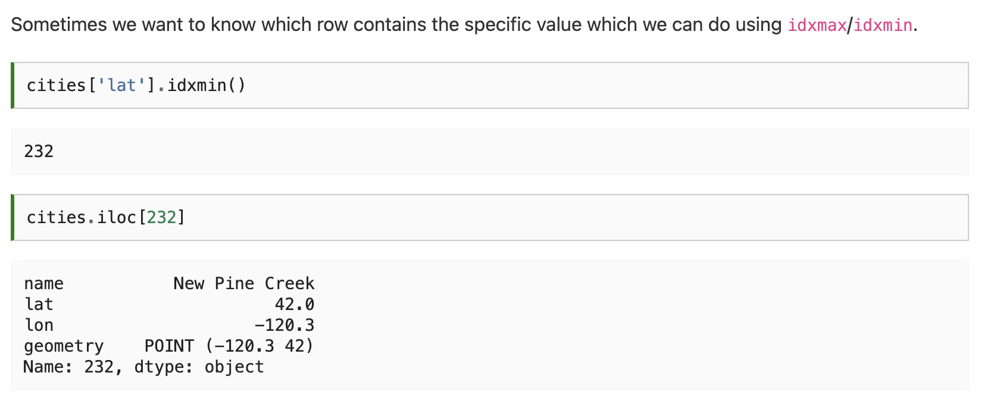 Sometimes we want to know which row contains the specific value which we can do using idxmax/idxmin.
cities['lat'].idxmin()
232
cities.iloc[232]
name           New Pine Creek
lat                      42.0
lon                    -120.3
geometry    POINT (-120.3 42)
Name: 232, dtype: object